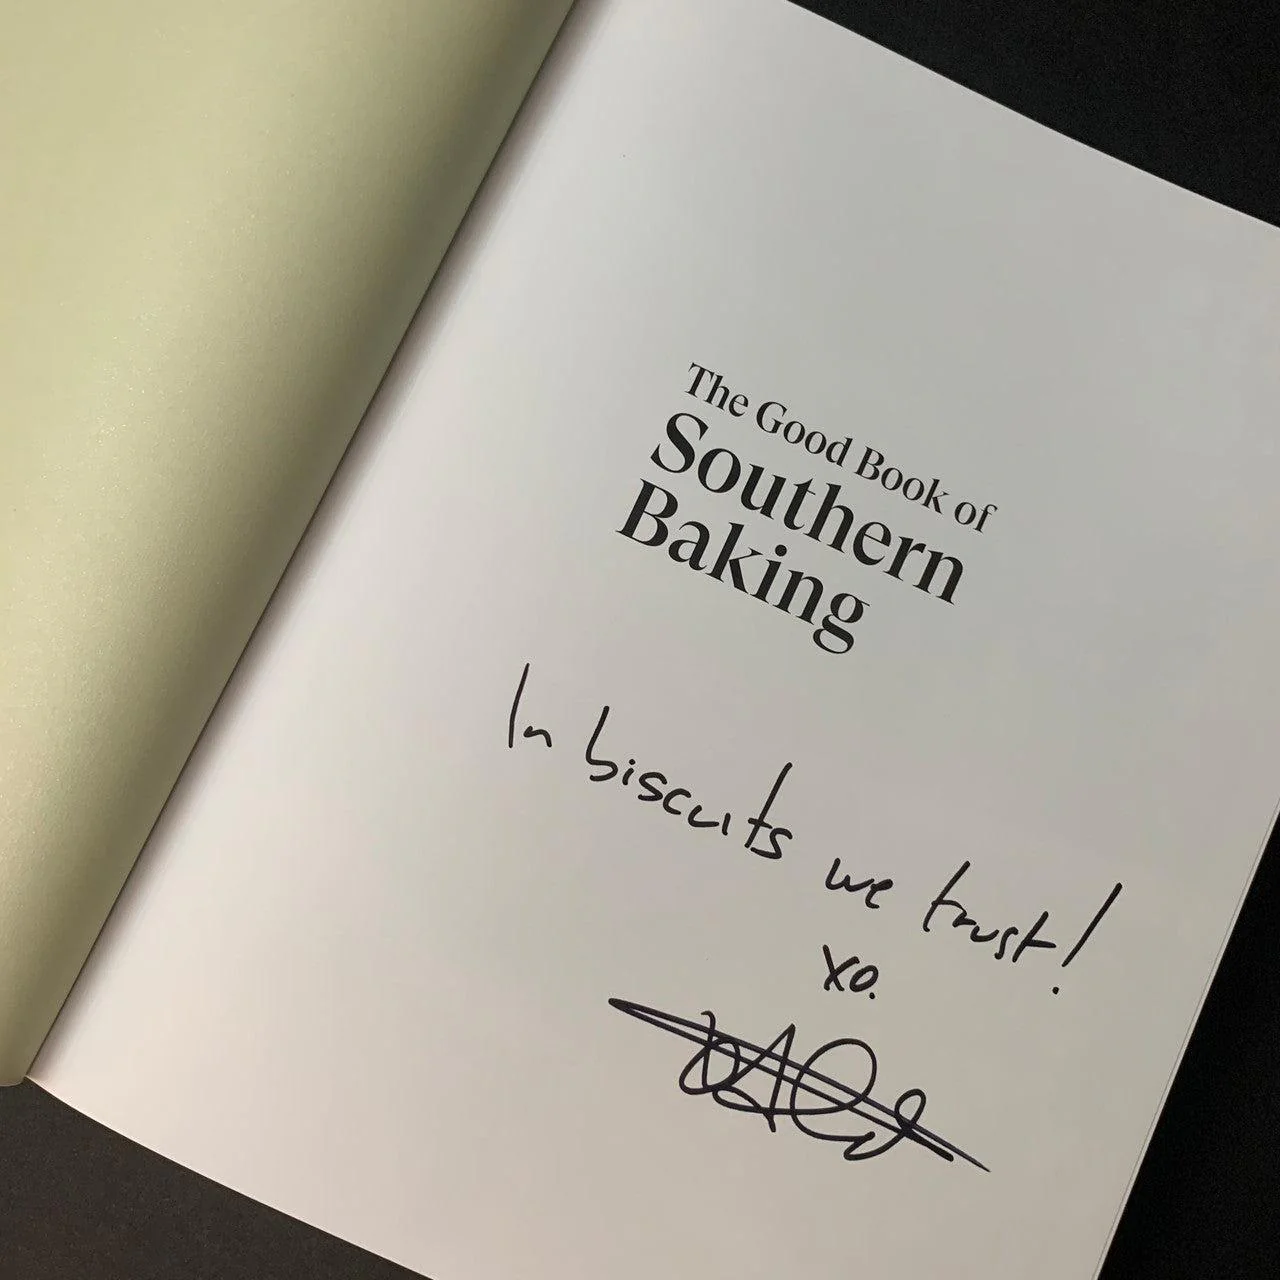 The Good Book of
Southern
Baking
In biscuits we trust!
xo.